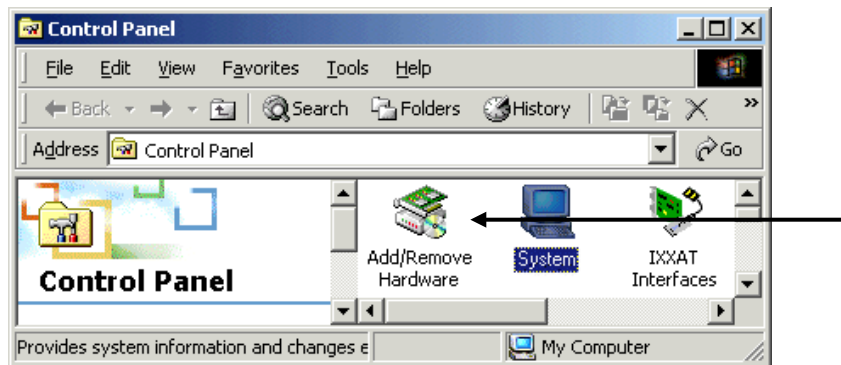 Control Panel
File Edit View Favorites Tools Help
Back Search Folders History »
Address Control Panel Go
Add/Remove System IXXAT
Hardware Interfaces
Control Panel
Provides system information and changes e My Computer